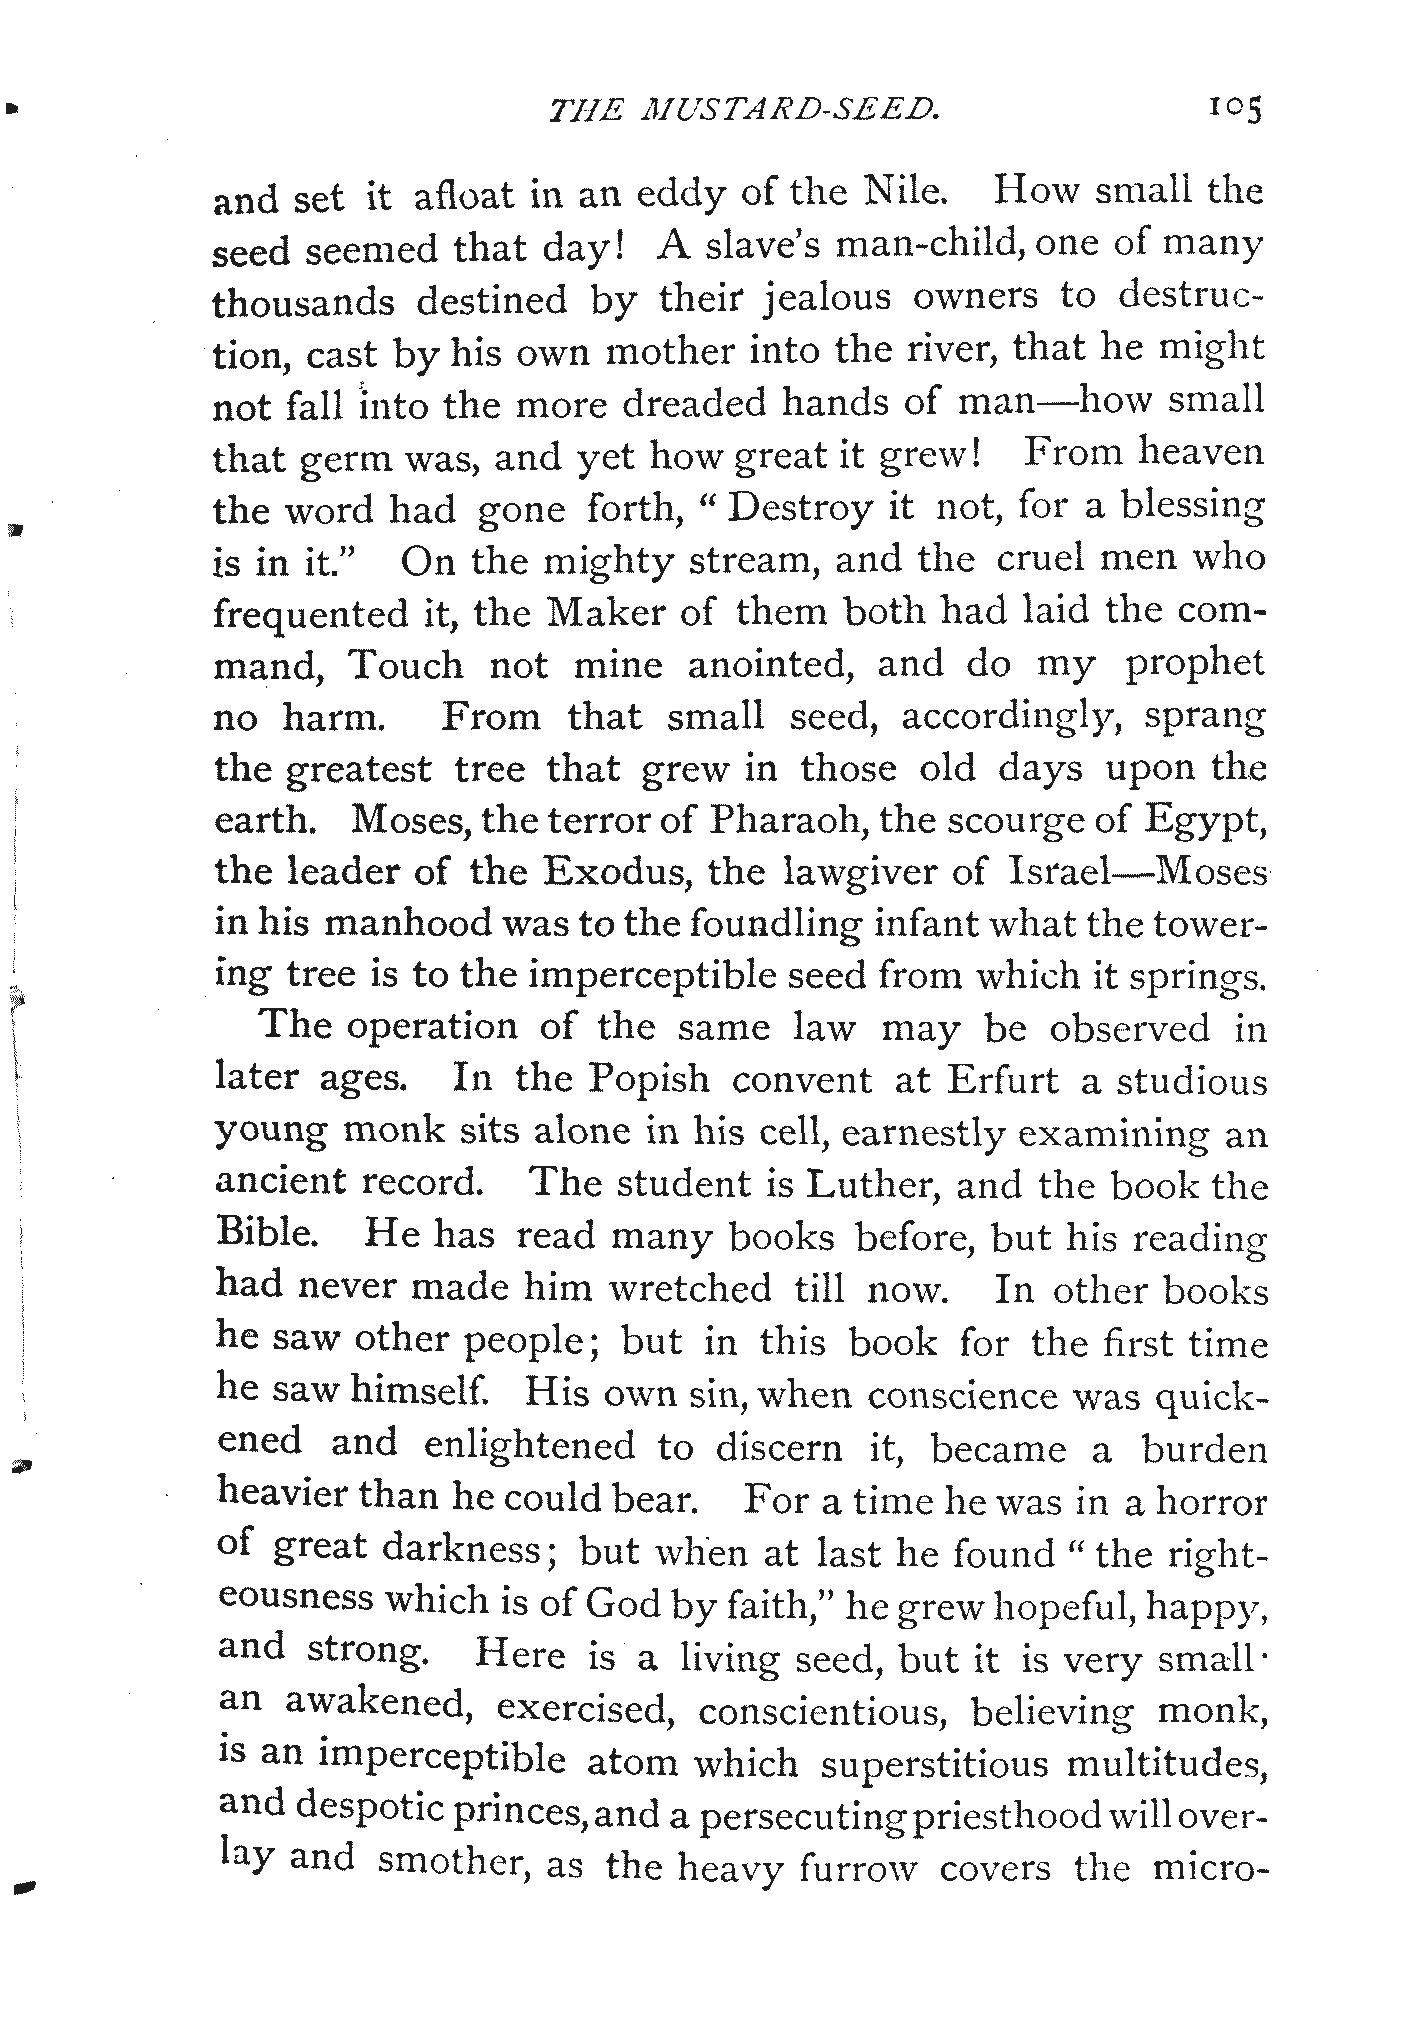 THE MUSTARD-SEED. 105
and set it afloat in an eddy of the Nile. How small the
seed seemed that day! A slave's man-child, one of many
thousands destined by their jealous owners to destruc-
tion, cast by his own mother into the river, that he might
not fall into the more dreaded hands of man—how small
that germ was, and yet how great it grew! From heaven
the word had gone forth, “ Destroy it not, for a blessing
is in it.” On the mighty stream, and the cruel men who
frequented it, the Maker of them both had laid the com-
mand, Touch not mine anointed, and do my prophet
no harm. From that small seed, accordingly, sprang
the greatest tree that grew in those old days upon the
earth. Moses, the terror of Pharaoh, the scourge of Egypt,
the leader of the Exodus, the lawgiver of Israel—Moses
in his manhood was to the foundling infant what the tower-
ing tree is to the imperceptible seed from which it springs.
The operation of the same law may be observed in
later ages. In the Popish convent at Erfurt a studious
young monk sits alone in his cell, earnestly examining an
ancient record. The student is Luther, and the book the
Bible. He has read many books before, but his reading
had never made him wretched till now. In other books
he saw other people; but in this book for the first time
he saw himself. His own sin, when conscience was quick-
ened and enlightened to discern it, became a burden
heavier than he could bear. For a time he was in a horror
of great darkness; but when at last he found “ the right-
eousness which is of God by faith,” he grew hopeful, happy,
and strong. Here is a living seed, but it is very small·
an awakened, exercised, conscientious, believing monk,
is an imperceptible atom which superstitious multitudes,
and despotic princes, and a persecuting priesthood will over-
lay and smother, as the heavy furrow covers the micro-